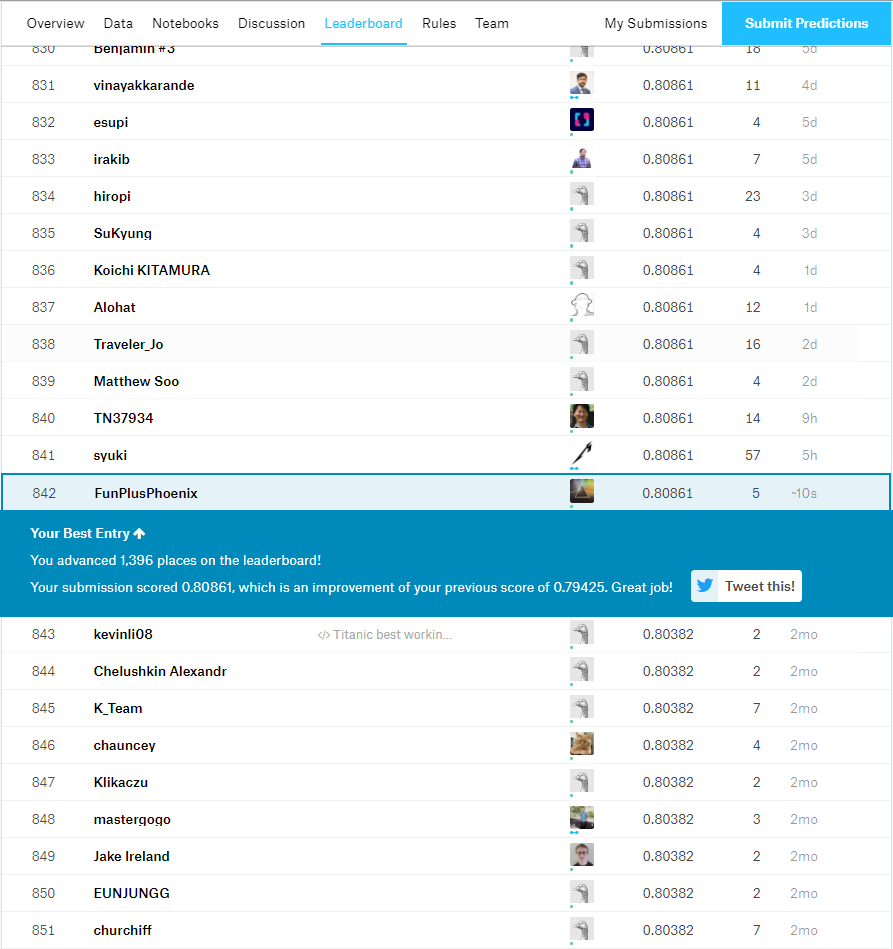 Overview Data Notebooks Discussion Leaderboard Rules Team My Submissions Submit Predictions
830 Benjamin #3 0.80861 18 5d
831 vinayakkarande 0.80861 11 4d
832 esupi 0.80861 4 5d
833 irakib 0.80861 7 5d
834 hiropi 0.80861 23 3d
835 SuKyung 0.80861 4 3d
836 Koichi KITAMURA 0.80861 4 1d
837 Alohat 0.80861 12 1d
838 Traveler_Jo 0.80861 16 2d
839 Matthew Soo 0.80861 4 2d
840 TN37934 0.80861 14 9h
841 syuki 0.80861 57 5h
842 FunPlusPhoenix 0.80861 5 ~10s
Your Best Entry ↑
You advanced 1,396 places on the leaderboard!
Your submission scored 0.80861, which is an improvement of your previous score of 0.79425. Great job! Tweet this!
843 kevinli08 </> Titanic best workin... 0.80382 2 2mo
844 Chelushkin Alexandr 0.80382 2 2mo
845 K_Team 0.80382 7 2mo
846 chauncey 0.80382 4 2mo
847 Klikaczu 0.80382 2 2mo
848 mastergogo 0.80382 3 2mo
849 Jake Ireland 0.80382 2 2mo
850 EUNJUNGG 0.80382 2 2mo
851 churchiff 0.80382 7 2mo